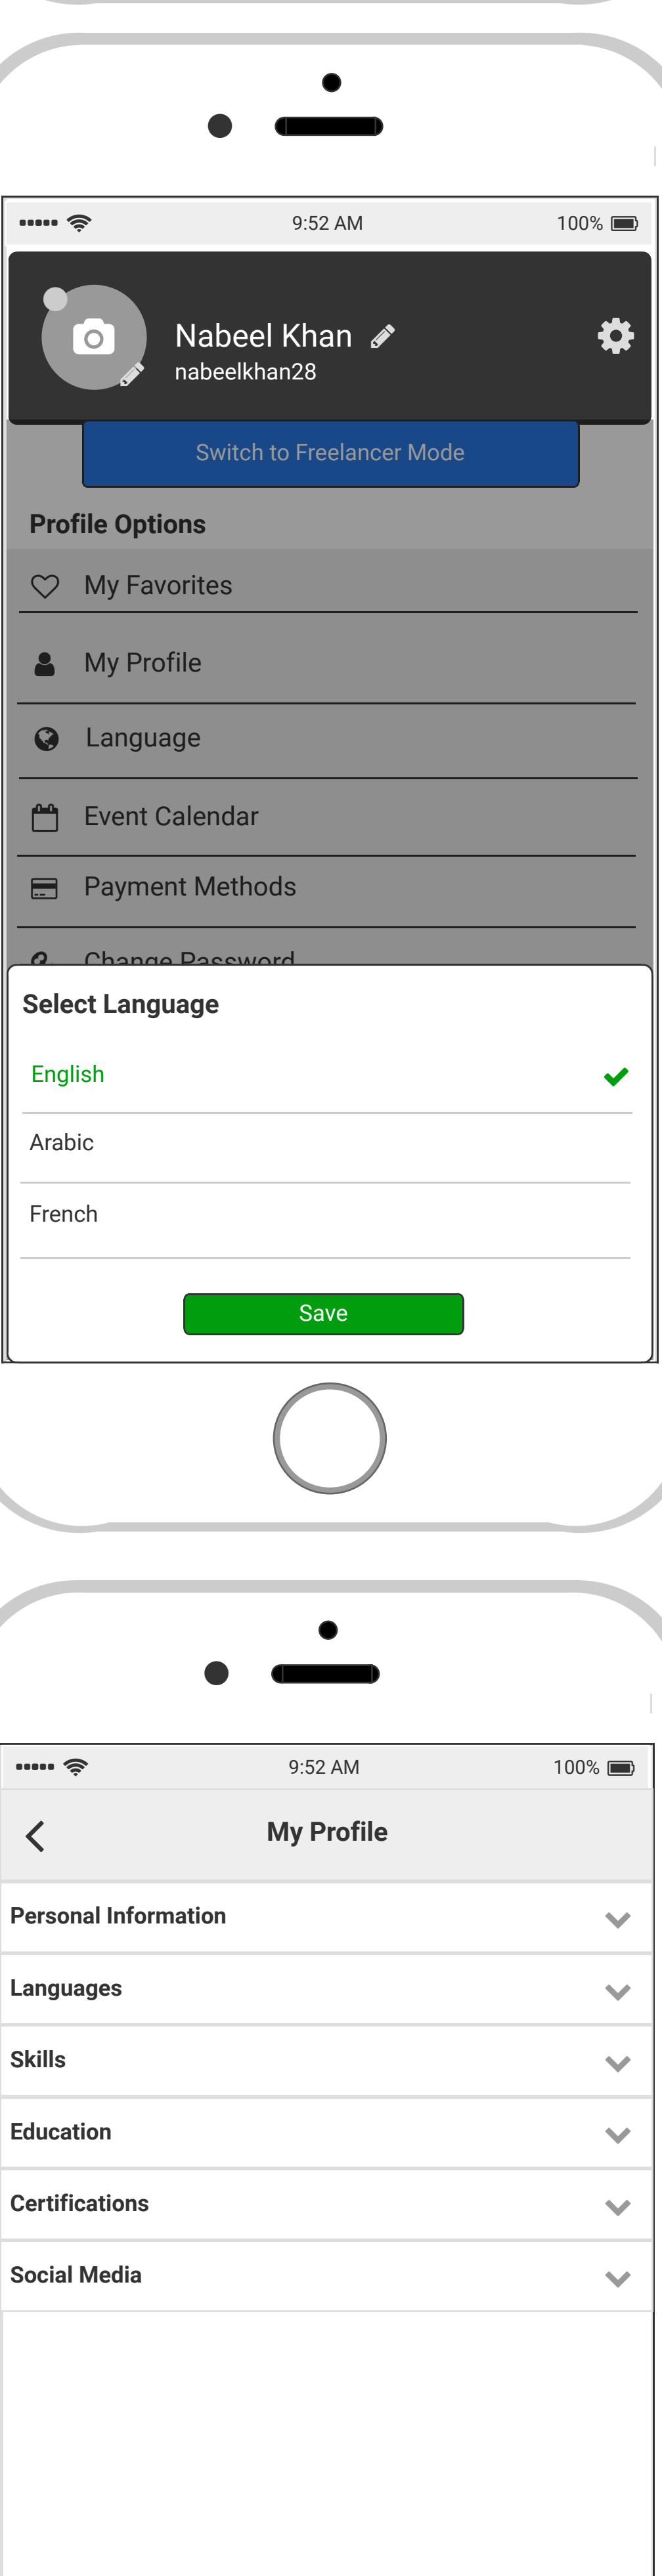 9:52 AM
100%
Nabeel Khan
nabeelkhan28
Switch to Freelancer Mode
Profile Options
My Favorites
My Profile
Language
Event Calendar
Payment Methods
Change Password
Select Language
English
Arabic
French
Save
9:52 AM
100%
My Profile
Personal Information
Languages
Skills
Education
Certifications
Social Media